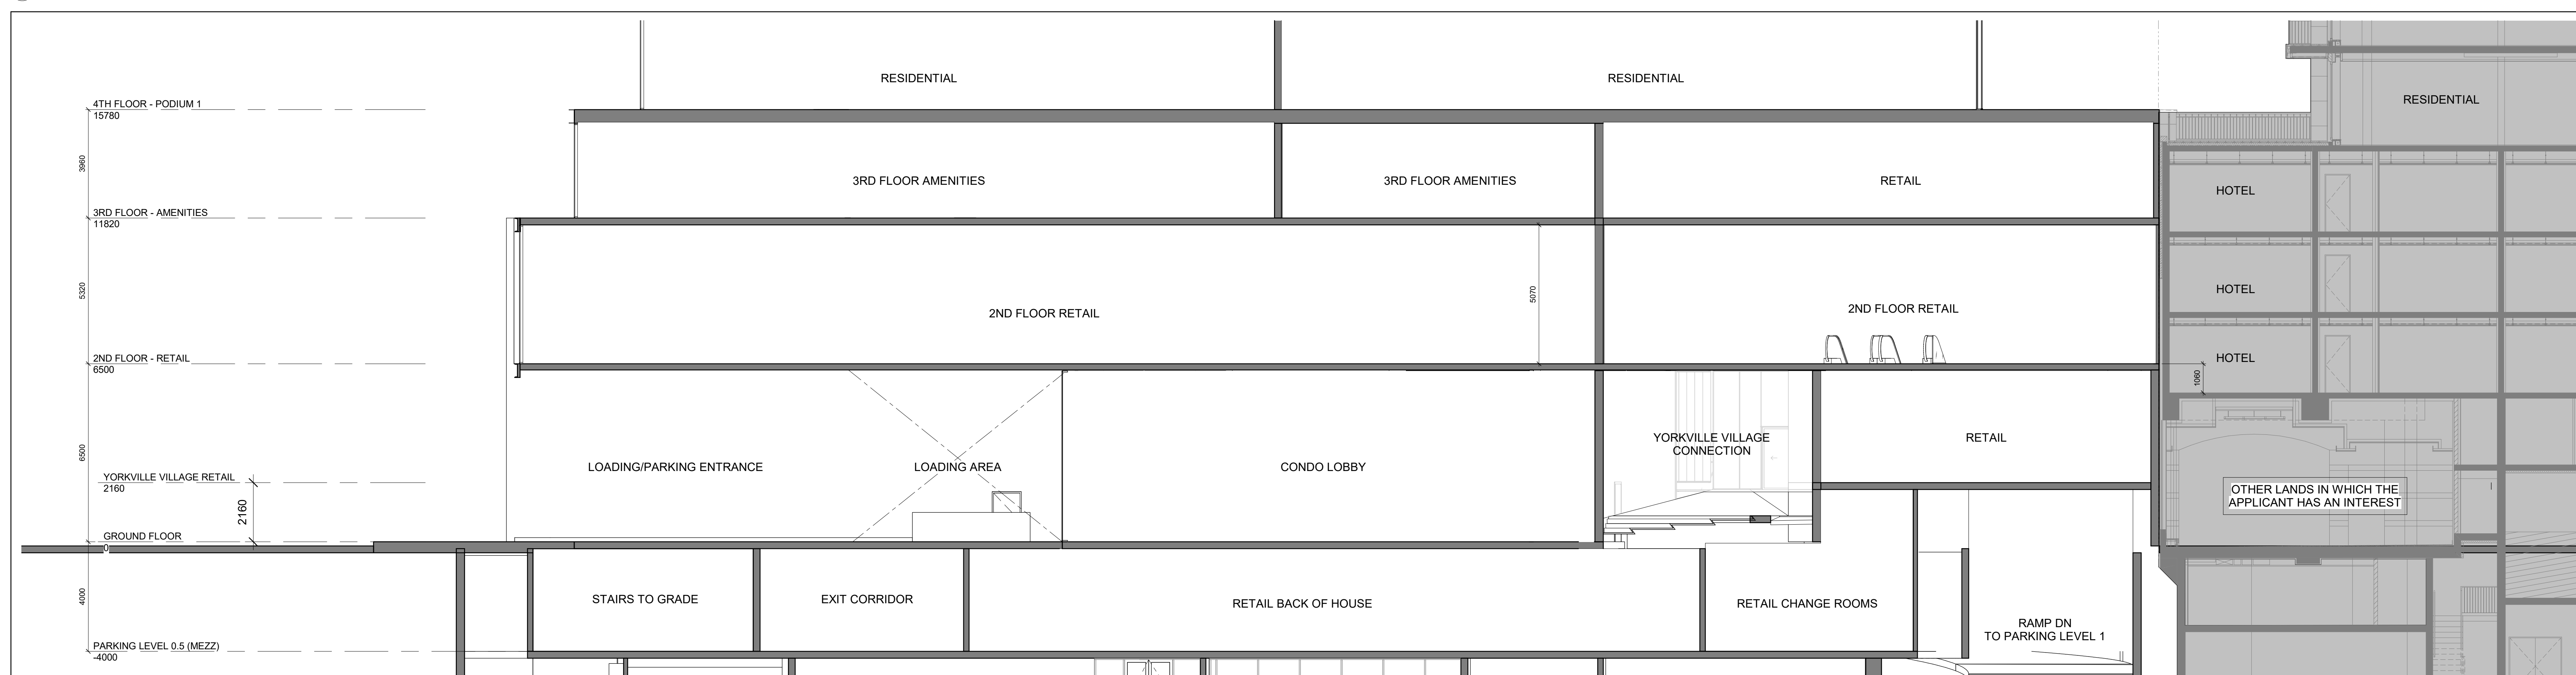 RESIDENTIAL
RESIDENTIAL
RESIDENTIAL
4TH FLOOR - PODIUM 1
15780
3960
3RD FLOOR AMENITIES
3RD FLOOR AMENITIES
RETAIL
HOTEL
3RD FLOOR - AMENITIES
11820
5320
5070
2ND FLOOR RETAIL
2ND FLOOR RETAIL
HOTEL
2ND FLOOR - RETAIL
6500
HOTEL
1060
6500
LOADING/PARKING ENTRANCE
LOADING AREA
CONDO LOBBY
YORKVILLE VILLAGE
CONNECTION
RETAIL
YORKVILLE VILLAGE RETAIL
2160
2160
OTHER LANDS IN WHICH THE
APPLICANT HAS AN INTEREST
GROUND FLOOR
0
4000
STAIRS TO GRADE
EXIT CORRIDOR
RETAIL BACK OF HOUSE
RETAIL CHANGE ROOMS
RAMP DN
TO PARKING LEVEL 1
PARKING LEVEL 0.5 (MEZZ)
-4000